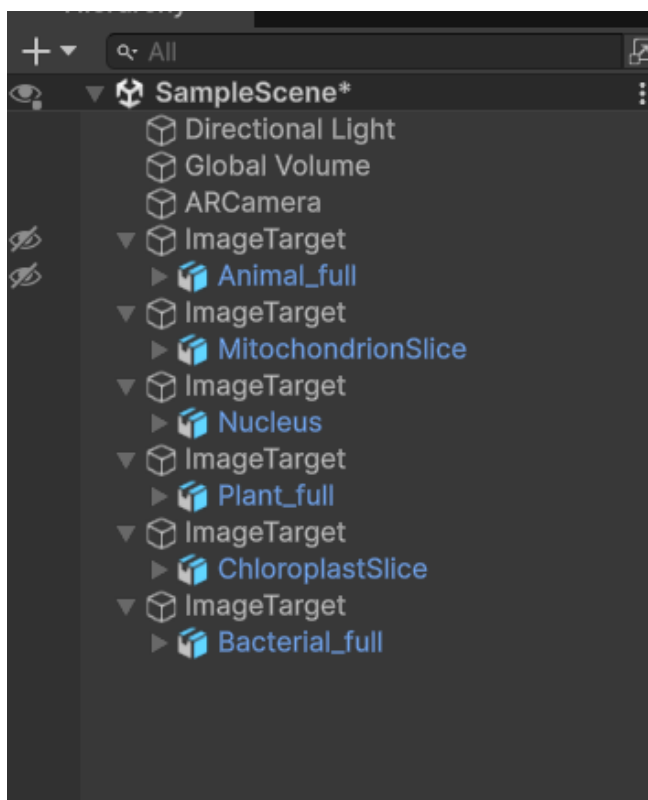 Hierarchy
All
SampleScene*
Directional Light
Global Volume
ARCamera
ImageTarget
Animal_full
ImageTarget
MitochondrionSlice
ImageTarget
Nucleus
ImageTarget
Plant_full
ImageTarget
ChloroplastSlice
ImageTarget
Bacterial_full